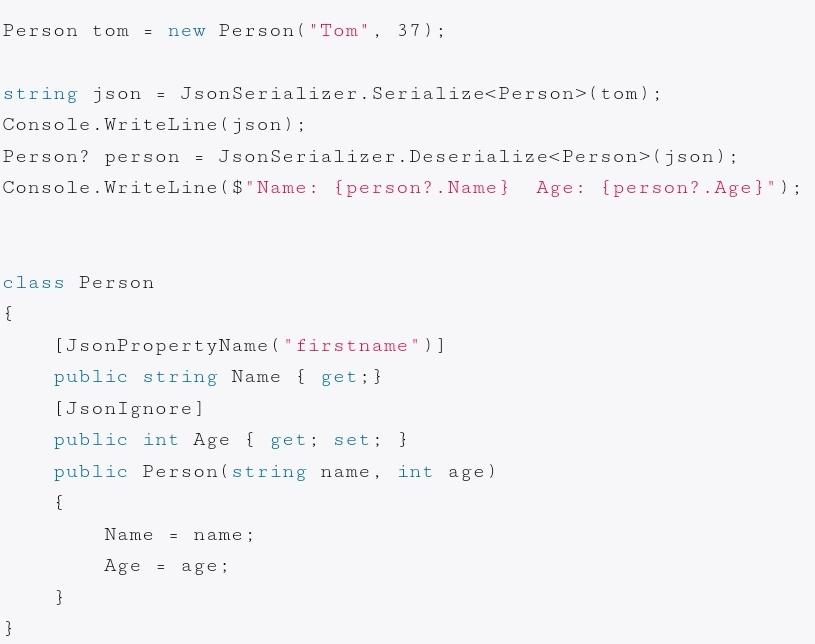 Person tom = new Person("Tom", 37);

string json = JsonSerializer.Serialize<Person>(tom);
Console.WriteLine(json);
Person? person = JsonSerializer.Deserialize<Person>(json);
Console.WriteLine($"Name: {person?.Name}  Age: {person?.Age}");


class Person
{
    [JsonPropertyName("firstname")]
    public string Name { get;}
    [JsonIgnore]
    public int Age { get; set; }
    public Person(string name, int age)
    {
        Name = name;
        Age = age;
    }
}